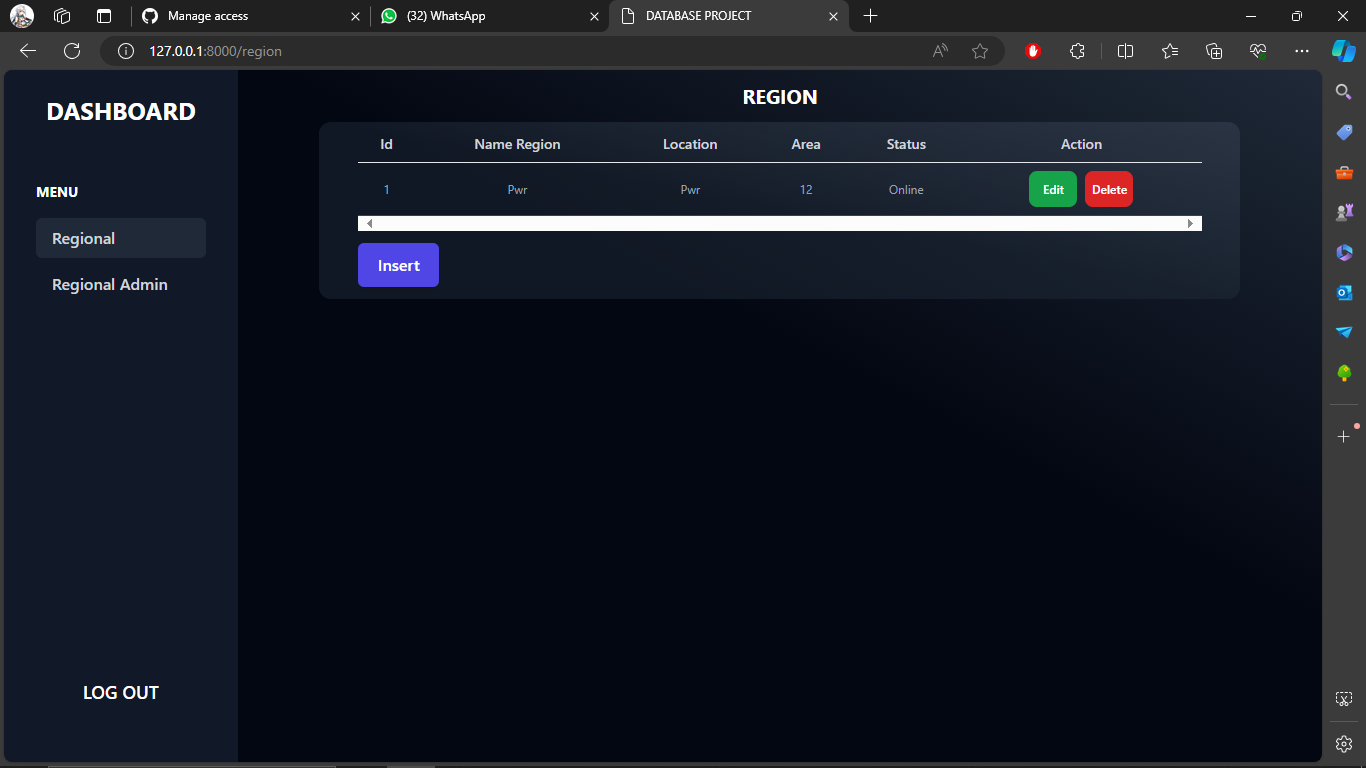 Manage access
(32) WhatsApp
DATABASE PROJECT
127.0.0.1:8000/region
DASHBOARD
MENU
Regional
Regional Admin
LOG OUT
REGION
Id Name Region Location Area Status Action
1 Pwr Pwr 12 Online Edit Delete
Insert